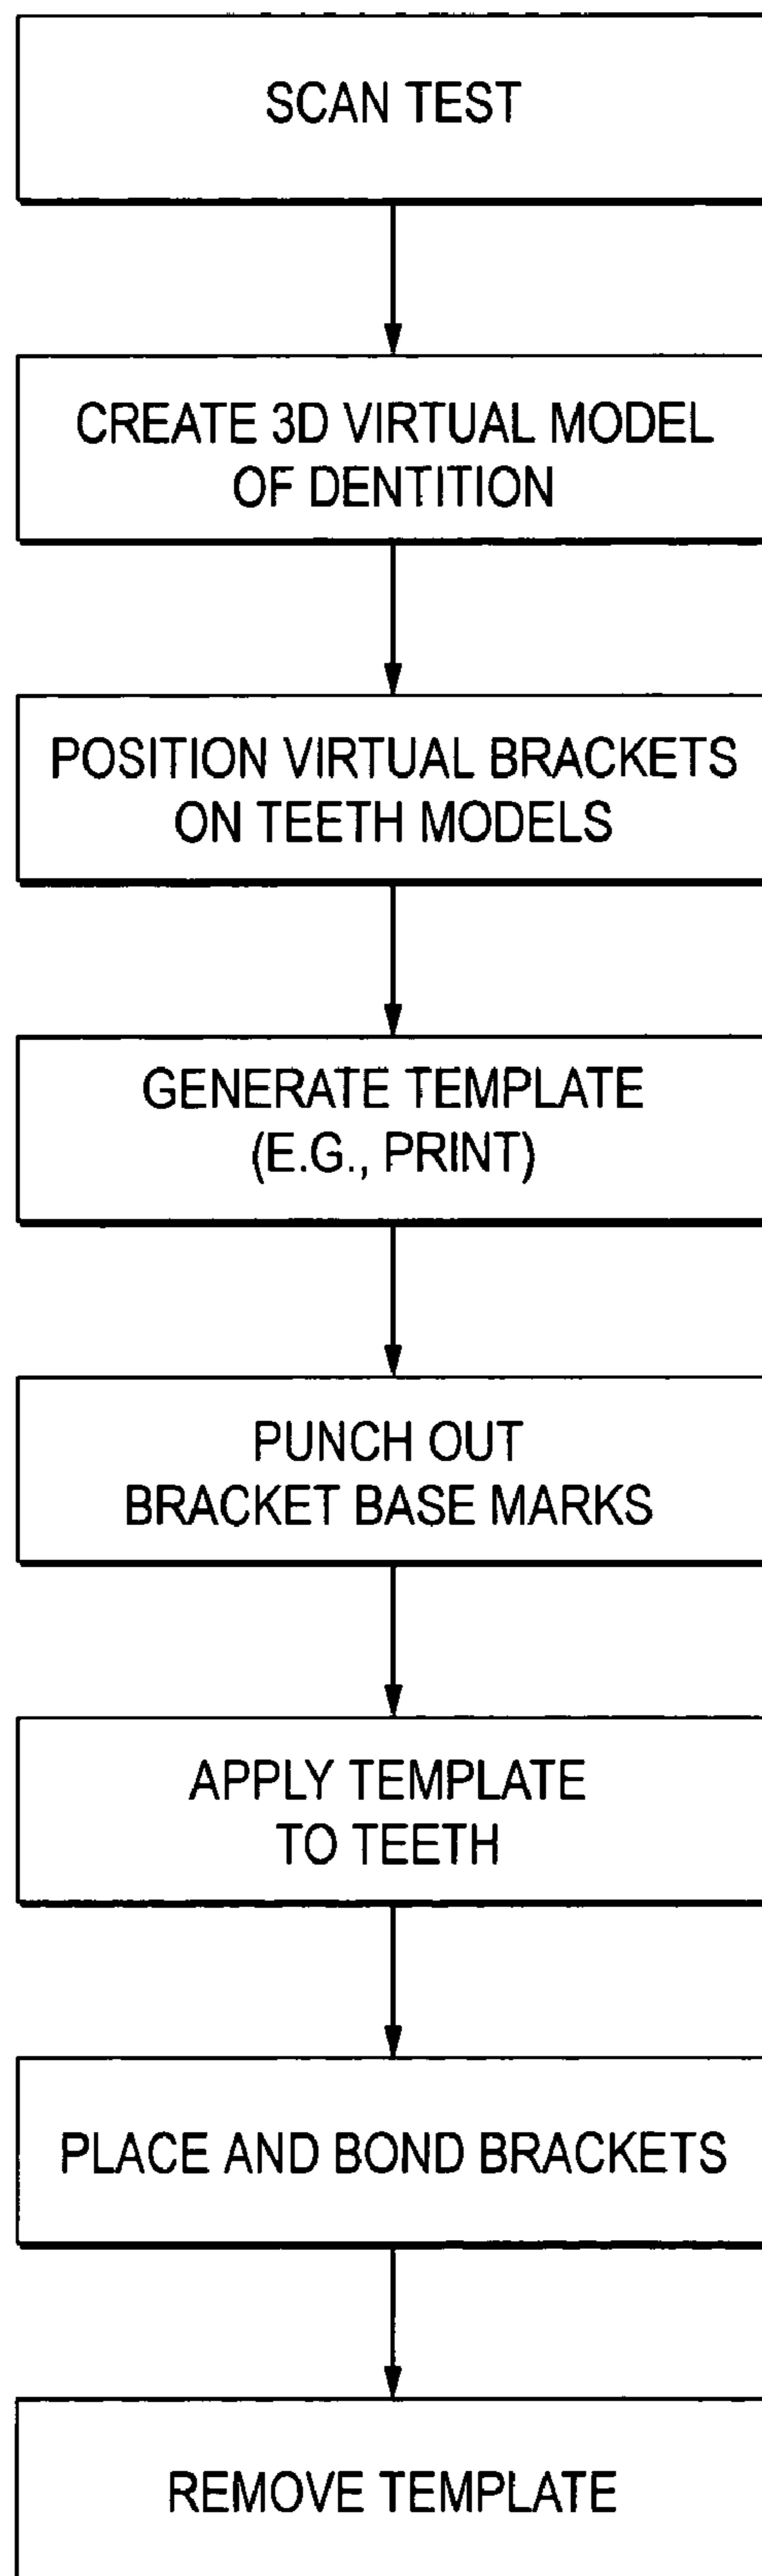 SCAN TEST
CREATE 3D VIRTUAL MODEL
OF DENTITION
POSITION VIRTUAL BRACKETS
ON TEETH MODELS
GENERATE TEMPLATE
(E.G., PRINT)
PUNCH OUT
BRACKET BASE MARKS
APPLY TEMPLATE
TO TEETH
PLACE AND BOND BRACKETS
REMOVE TEMPLATE